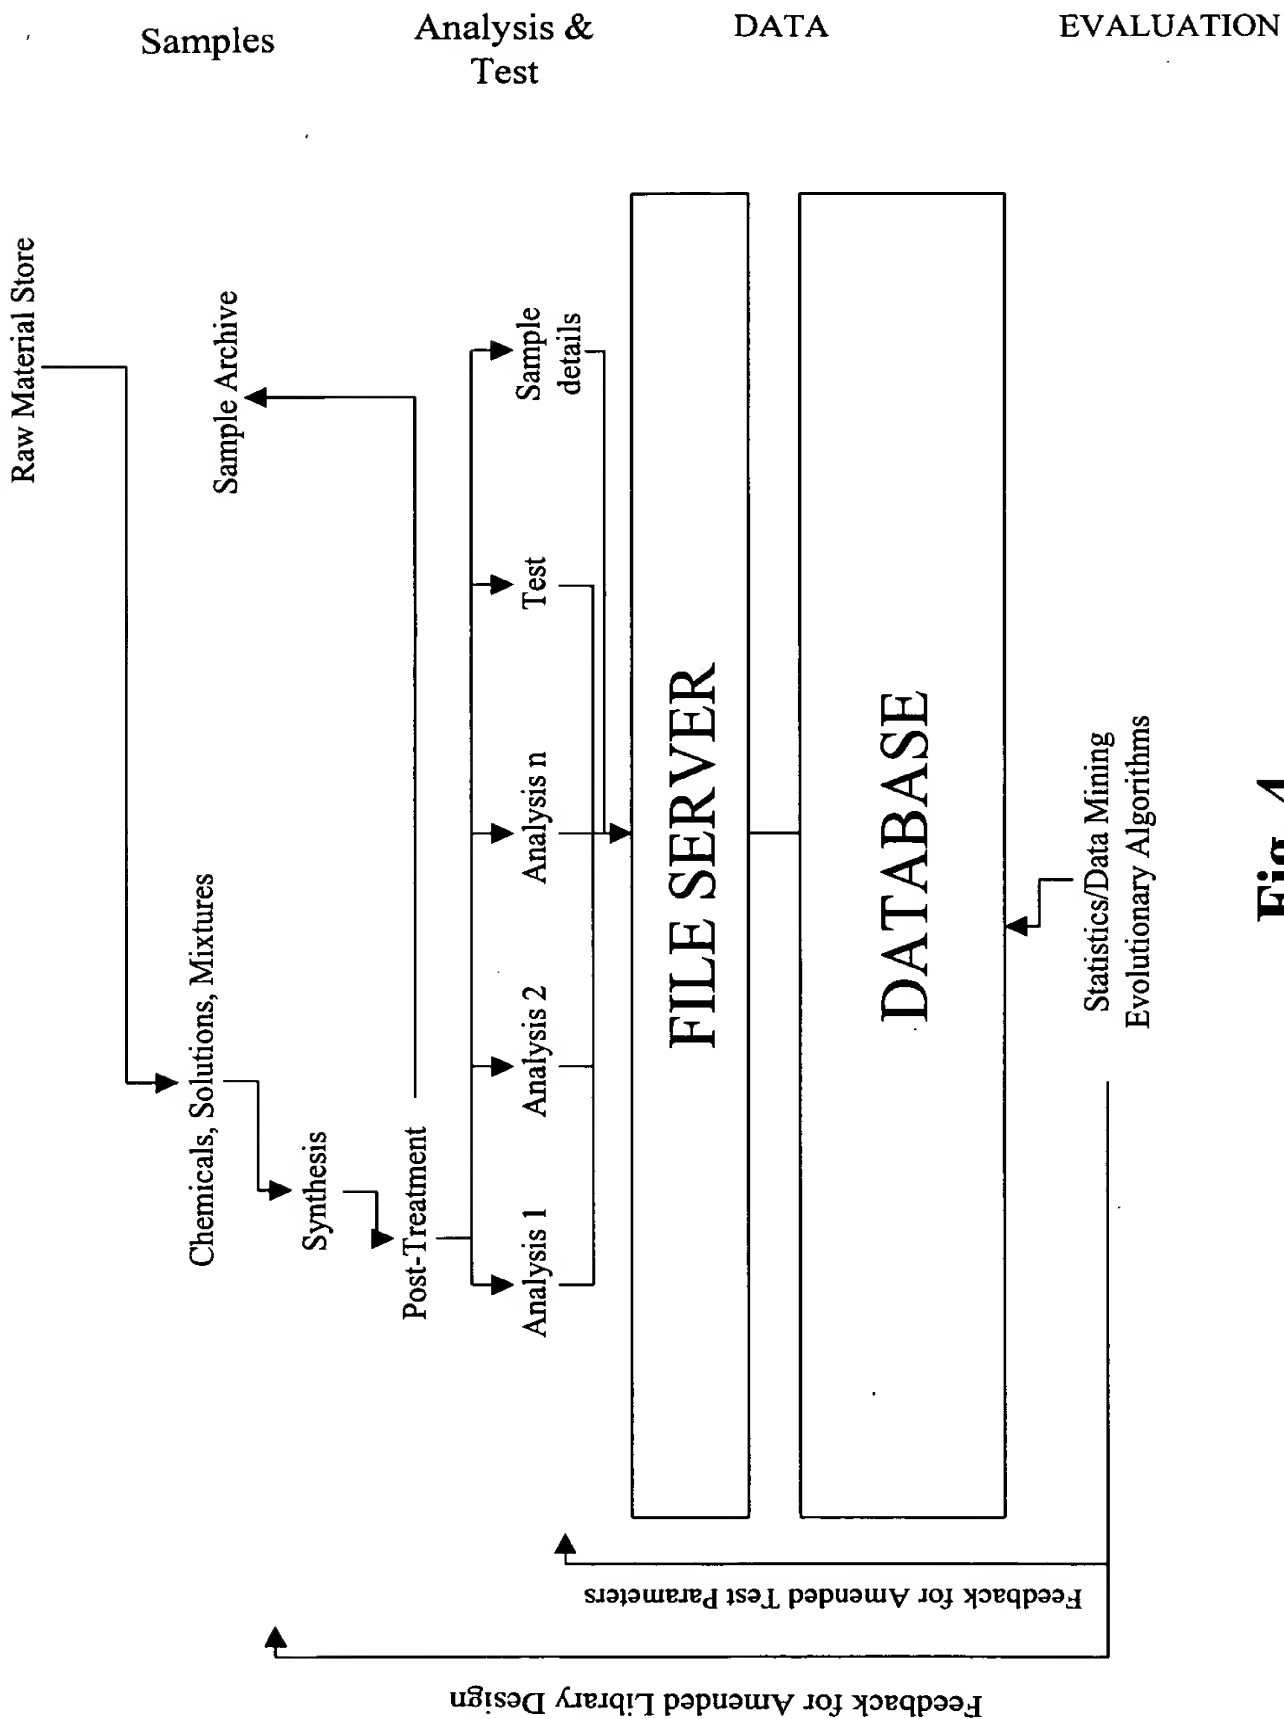 Samples
Analysis &
Test
DATA
EVALUATION
Raw Material Store
Sample Archive
Chemicals, Solutions, Mixtures
Synthesis
Post-Treatment
Analysis 1
Analysis 2
Analysis n
Test
Sample
details
FILE SERVER
DATABASE
Statistics/Data Mining
Evolutionary Algorithms
Feedback for Amended Test Parameters
Feedback for Amended Library Design
Fig. 4